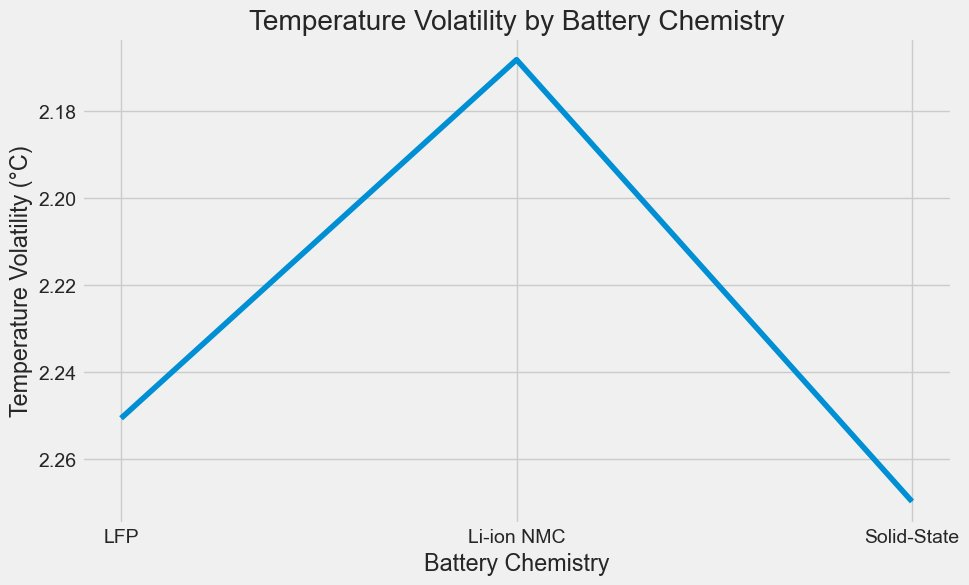 Temperature Volatility by Battery Chemistry
Temperature Volatility (°C)
2.18
2.20
2.22
2.24
2.26
LFP
Li-ion NMC
Solid-State
Battery Chemistry